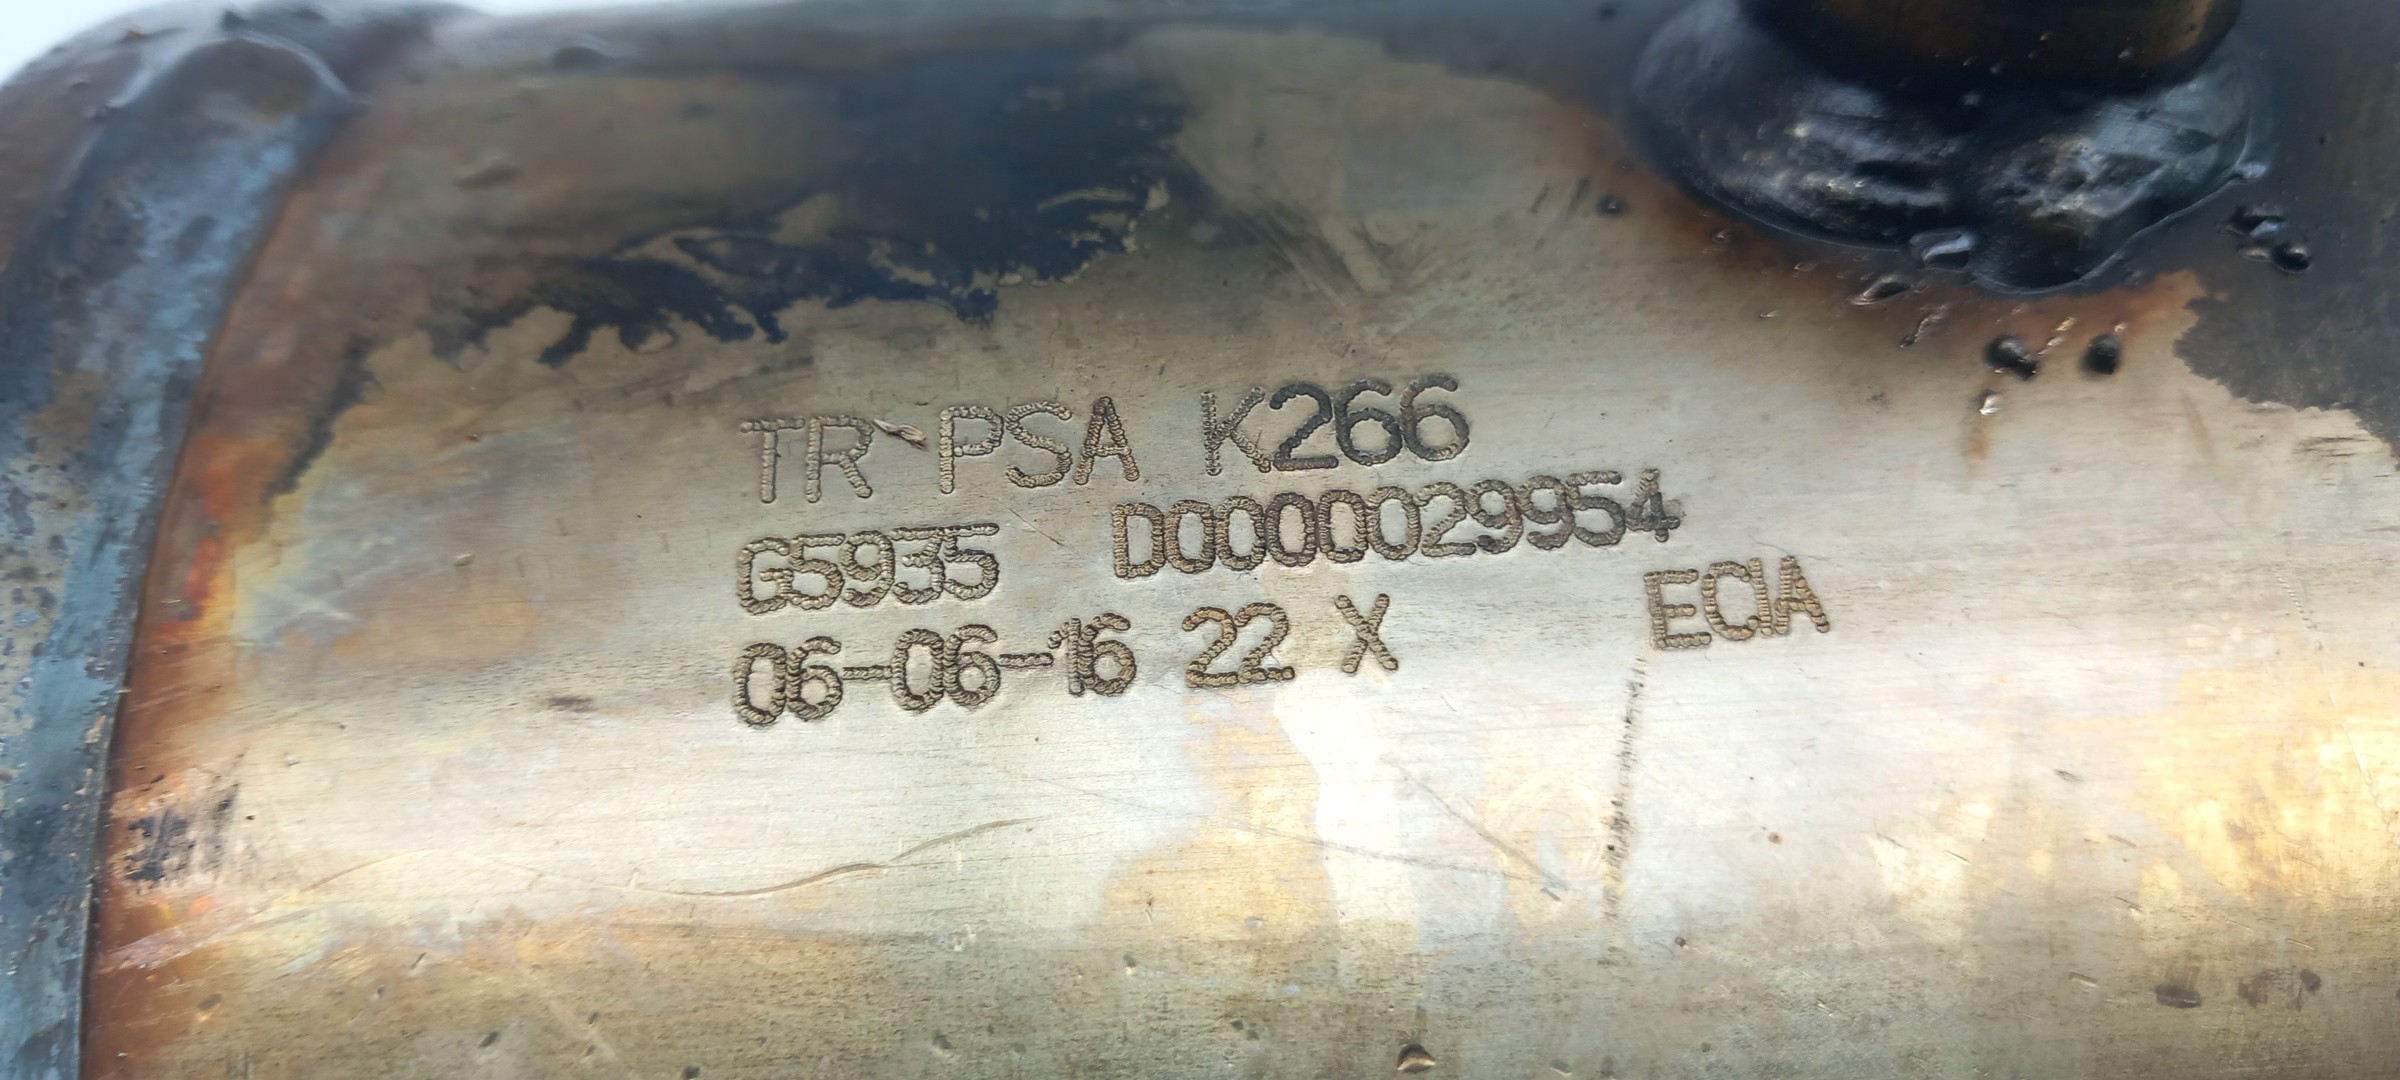 TR PSA K266
G5935 D0000029954
06-06-16 22 X ECIA